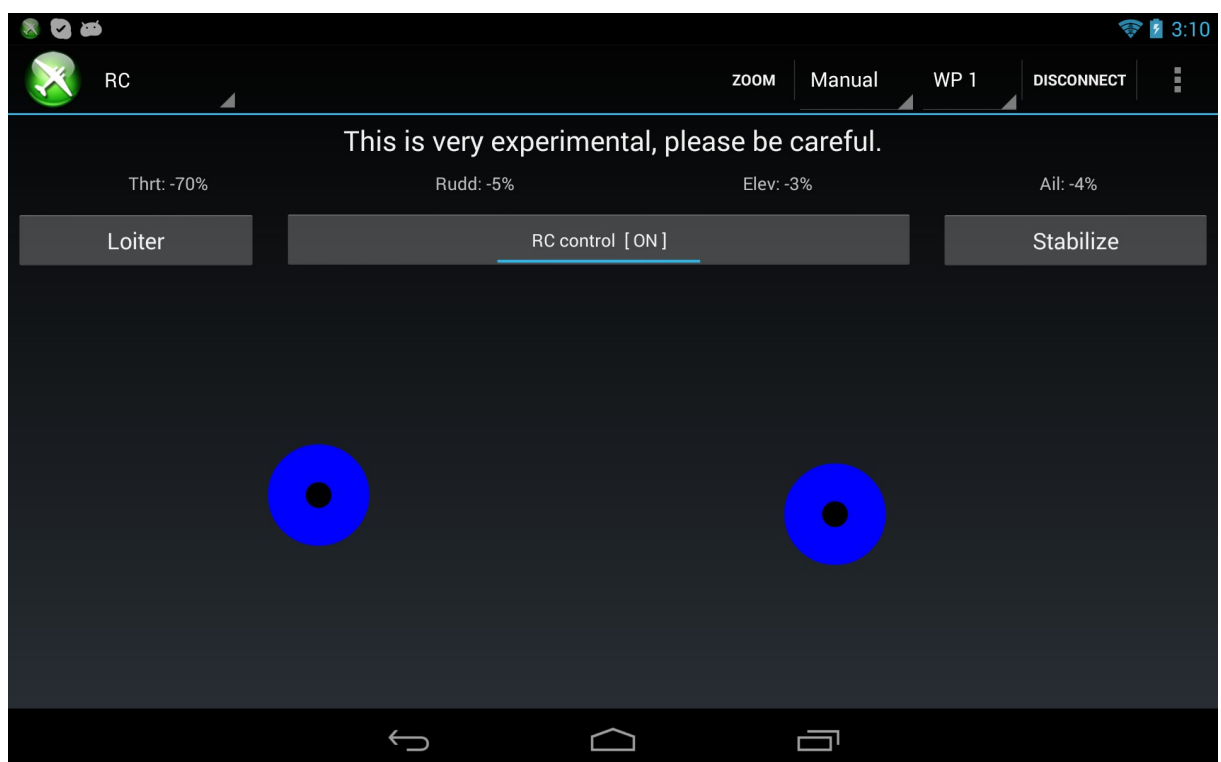 3:10
RC ZOOM Manual WP 1 DISCONNECT
This is very experimental, please be careful.
Thrt: -70% Rudd: -5% Elev: -3% Ail: -4%
Loiter RC control [ ON ] Stabilize